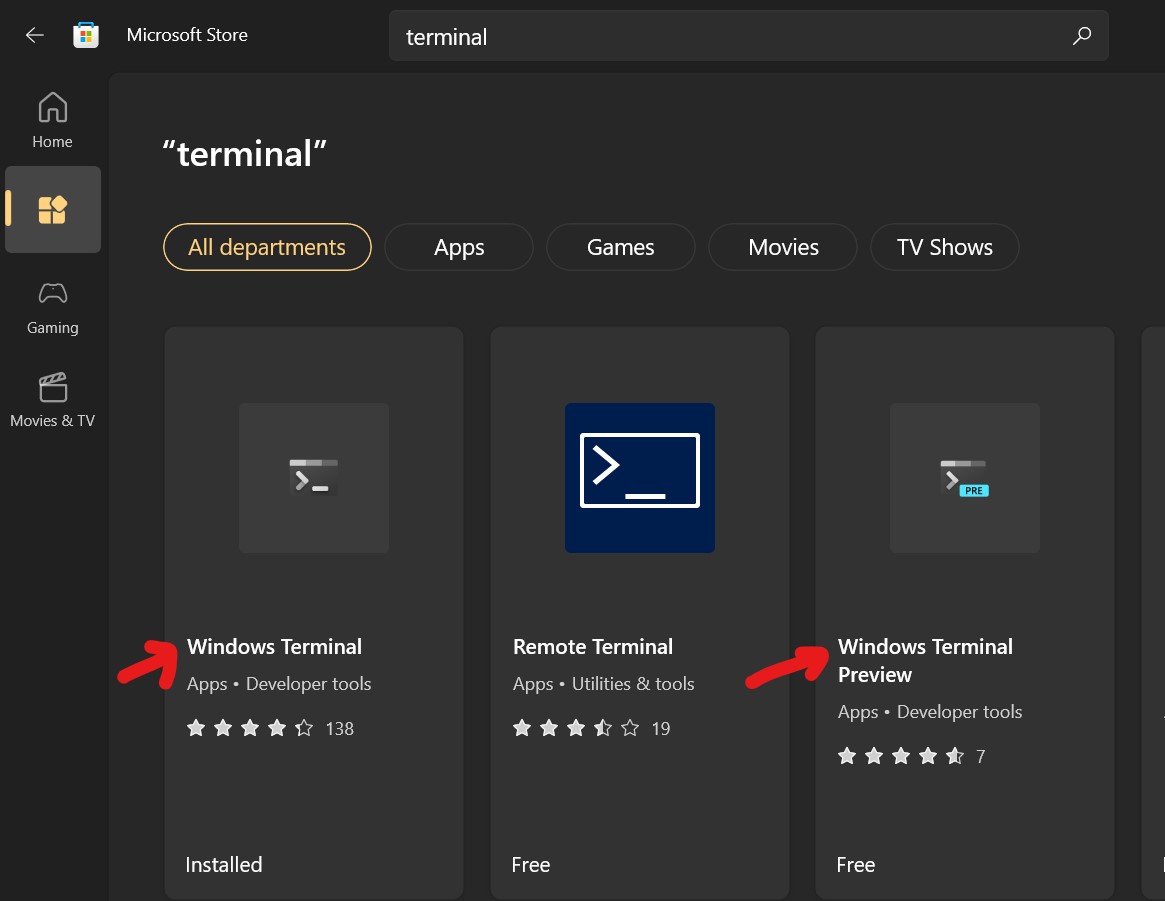 Microsoft Store
terminal
Home
Gaming
Movies & TV
“terminal”
All departments
Apps
Games
Movies
TV Shows
Windows Terminal
Apps • Developer tools
138
Installed
Remote Terminal
Apps • Utilities & tools
19
Free
PRE
Windows Terminal
Preview
Apps • Developer tools
7
Free